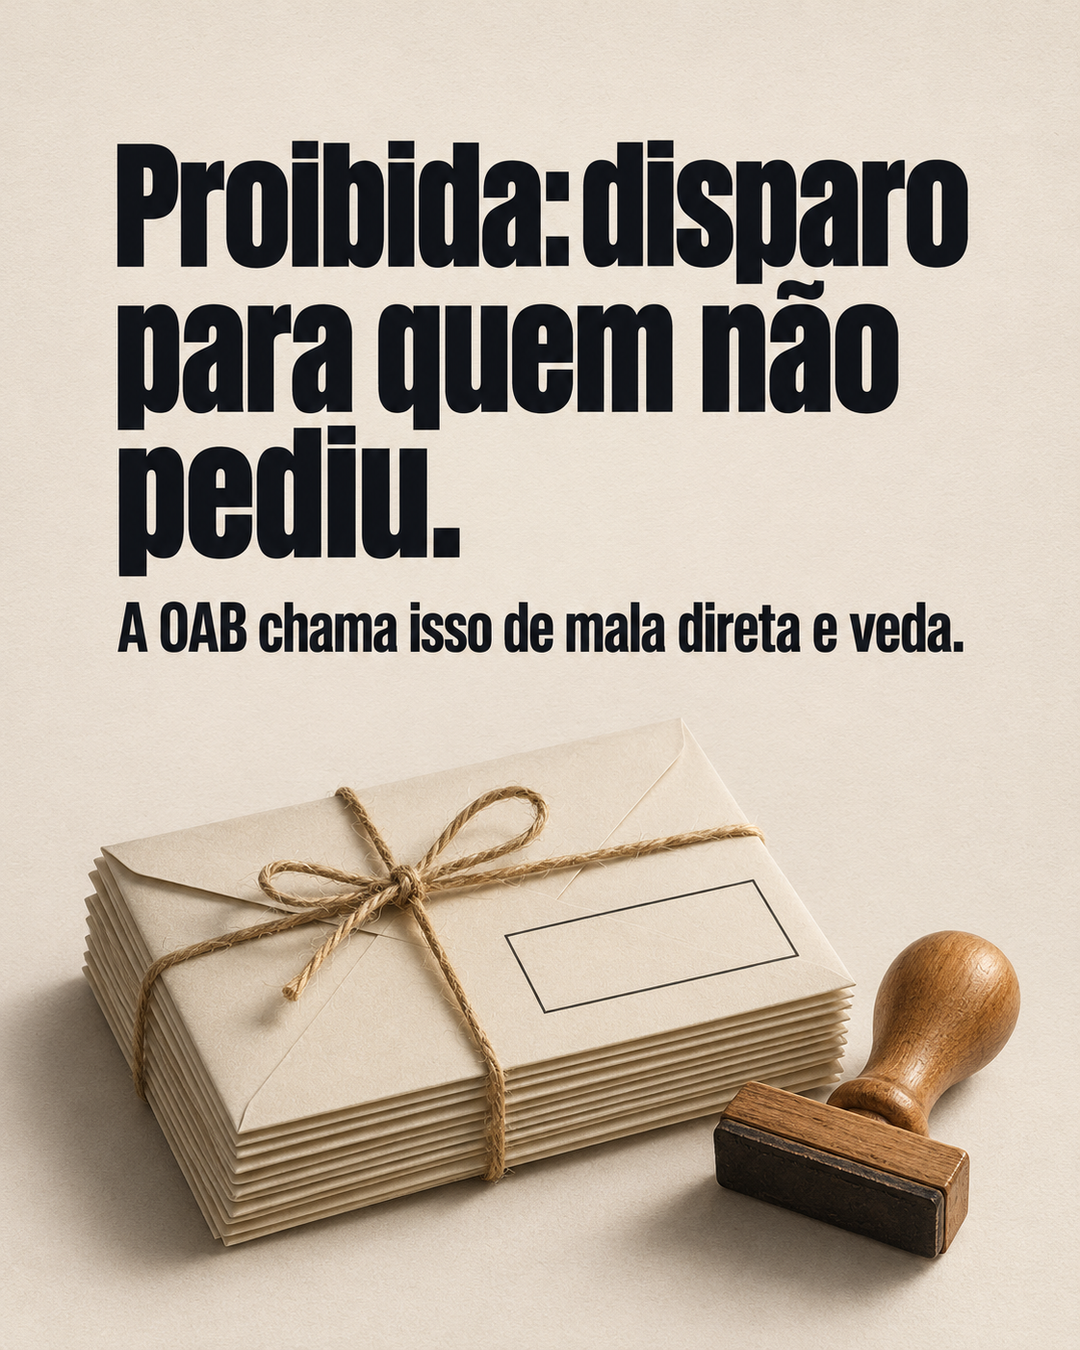 Proibida: disparo
para quem não
pediu.
A OAB chama isso de mala direta e veda.